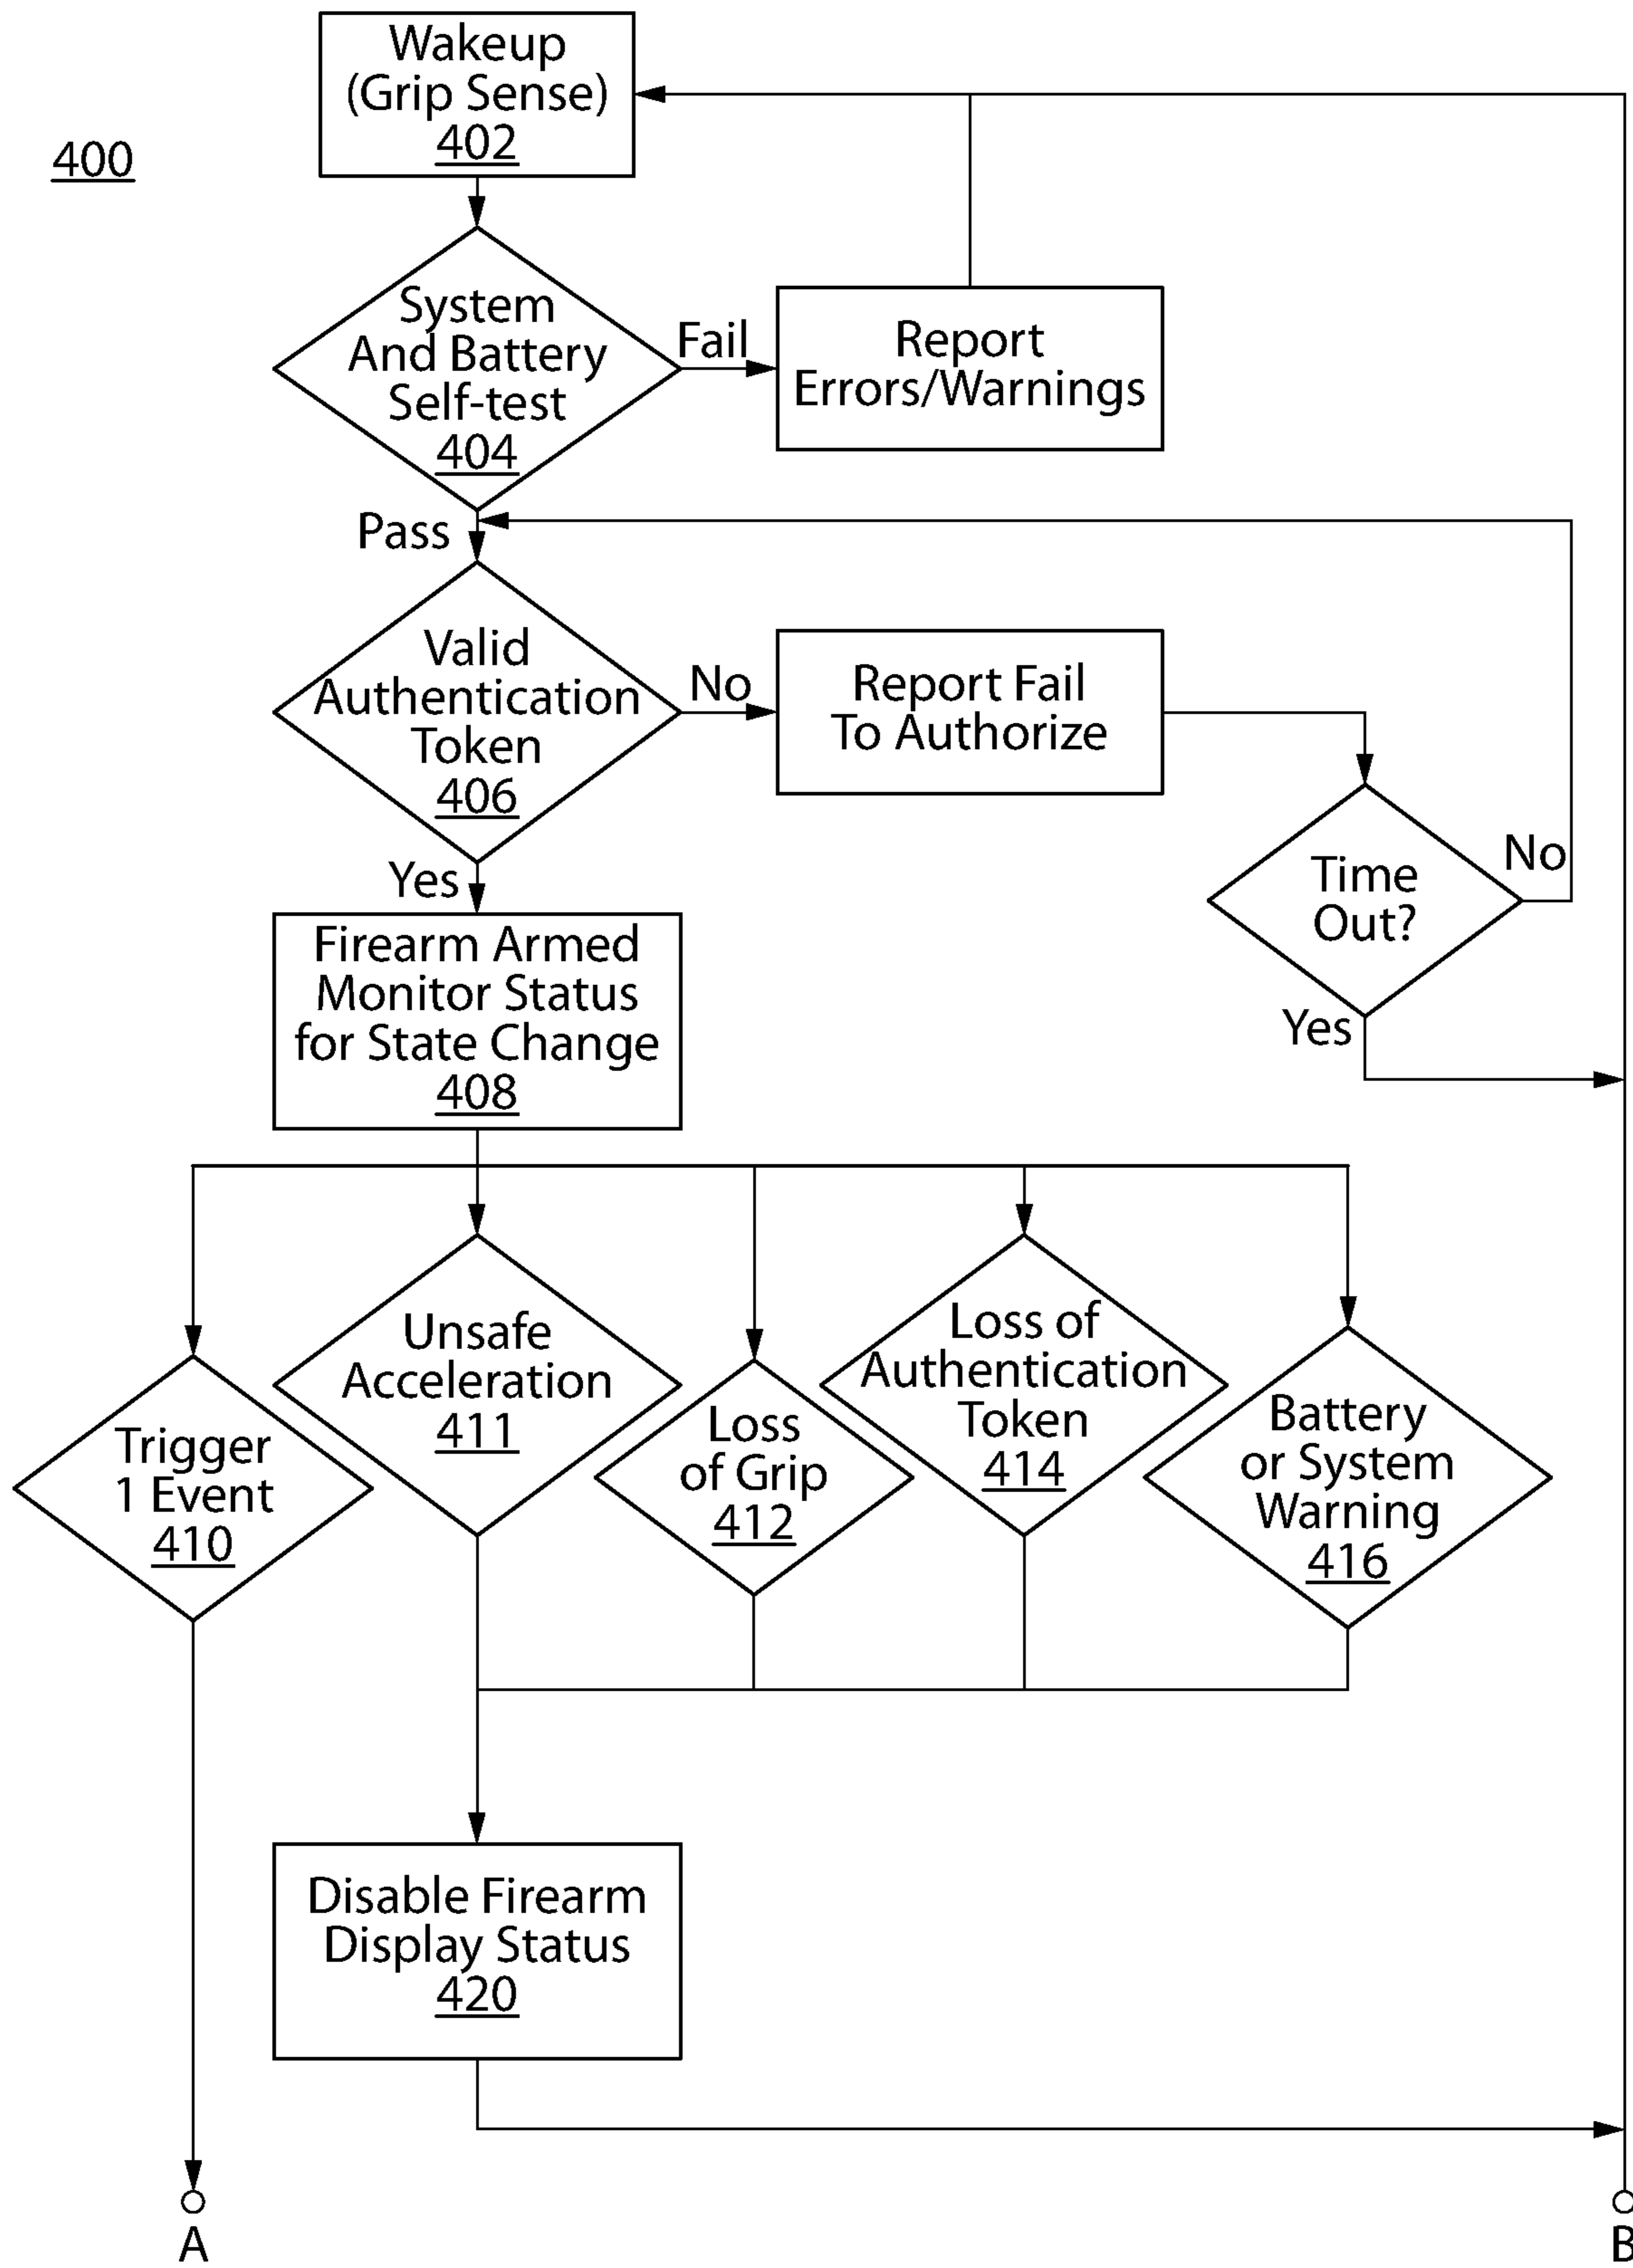 Wakeup
(Grip Sense)
402
400
System
And Battery
Self-test
404
Fail
Report
Errors/Warnings
Pass
Valid
Authentication
Token
406
No
Report Fail
To Authorize
Time
Out?
No
Yes
Yes
Firearm Armed
Monitor Status
for State Change
408
Trigger
1 Event
410
Unsafe
Acceleration
411
Loss
of Grip
412
Loss of
Authentication
Token
414
Battery
or System
Warning
416
Disable Firearm
Display Status
420
A
B